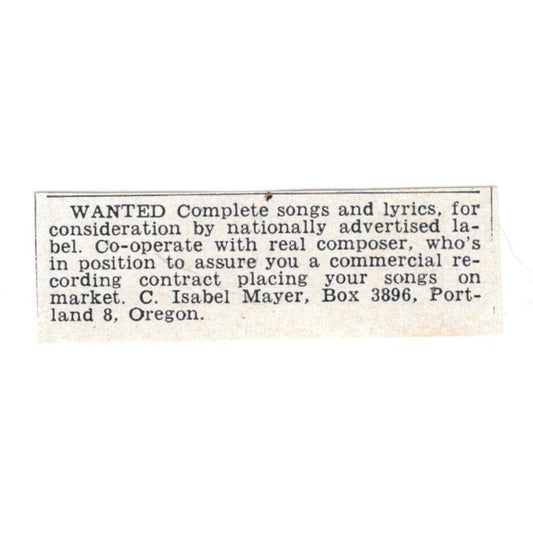 WANTED Complete songs and lyrics, for
consideration by nationally advertised la-
bel. Co-operate with real composer, who's
in position to assure you a commercial re-
cording contract placing your songs on
market. C. Isabel Mayer, Box 3896, Port-
land 8, Oregon.